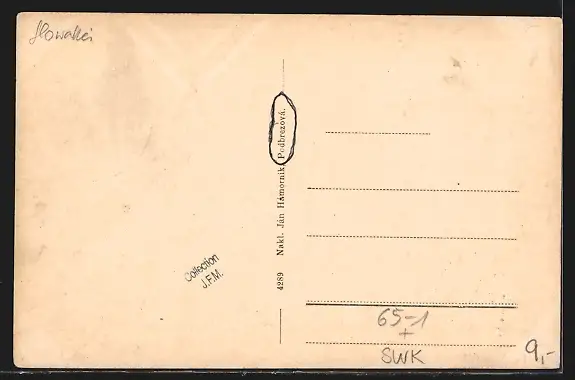 Slowakei
4289 Nakl. Ján Hámorník, Podbrezová.
Collection
J.F.M.
65-1
+
SWK
9,-